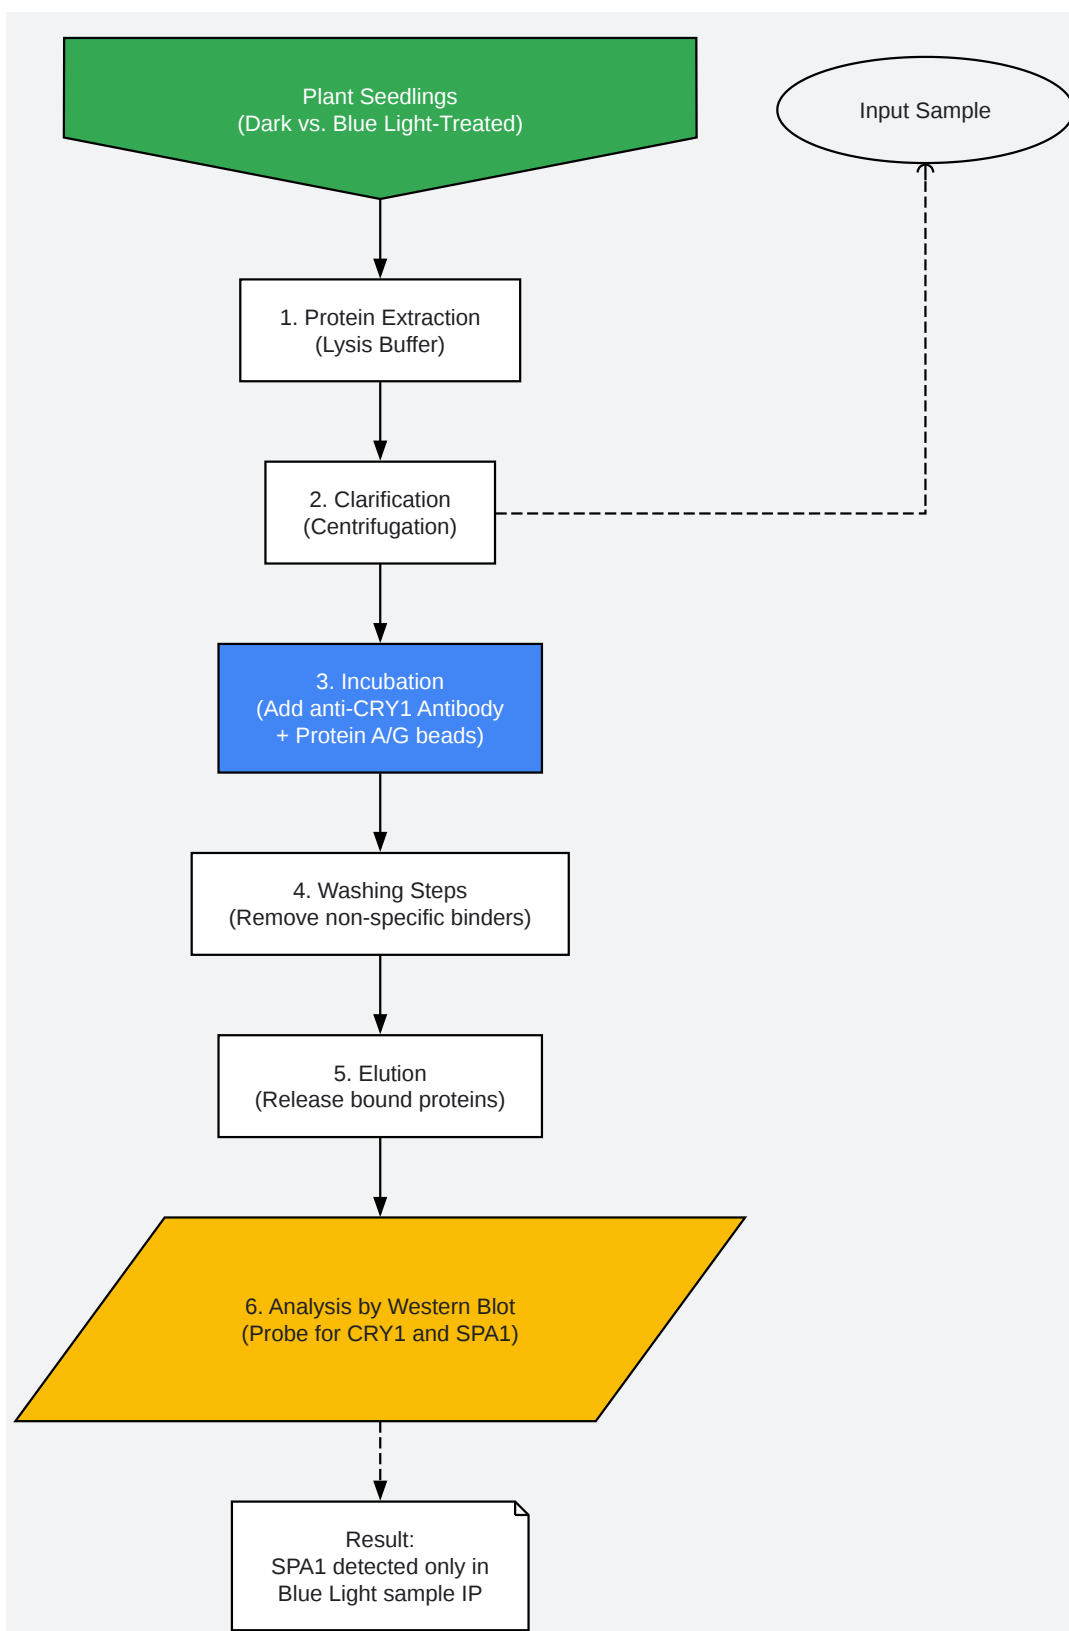 Plant Seedlings
(Dark vs. Blue Light-Treated)
Input Sample
1. Protein Extraction
(Lysis Buffer)
2. Clarification
(Centrifugation)
3. Incubation
(Add anti-CRY1 Antibody
+ Protein A/G beads)
4. Washing Steps
(Remove non-specific binders)
5. Elution
(Release bound proteins)
6. Analysis by Western Blot
(Probe for CRY1 and SPA1)
Result:
SPA1 detected only in
Blue Light sample IP